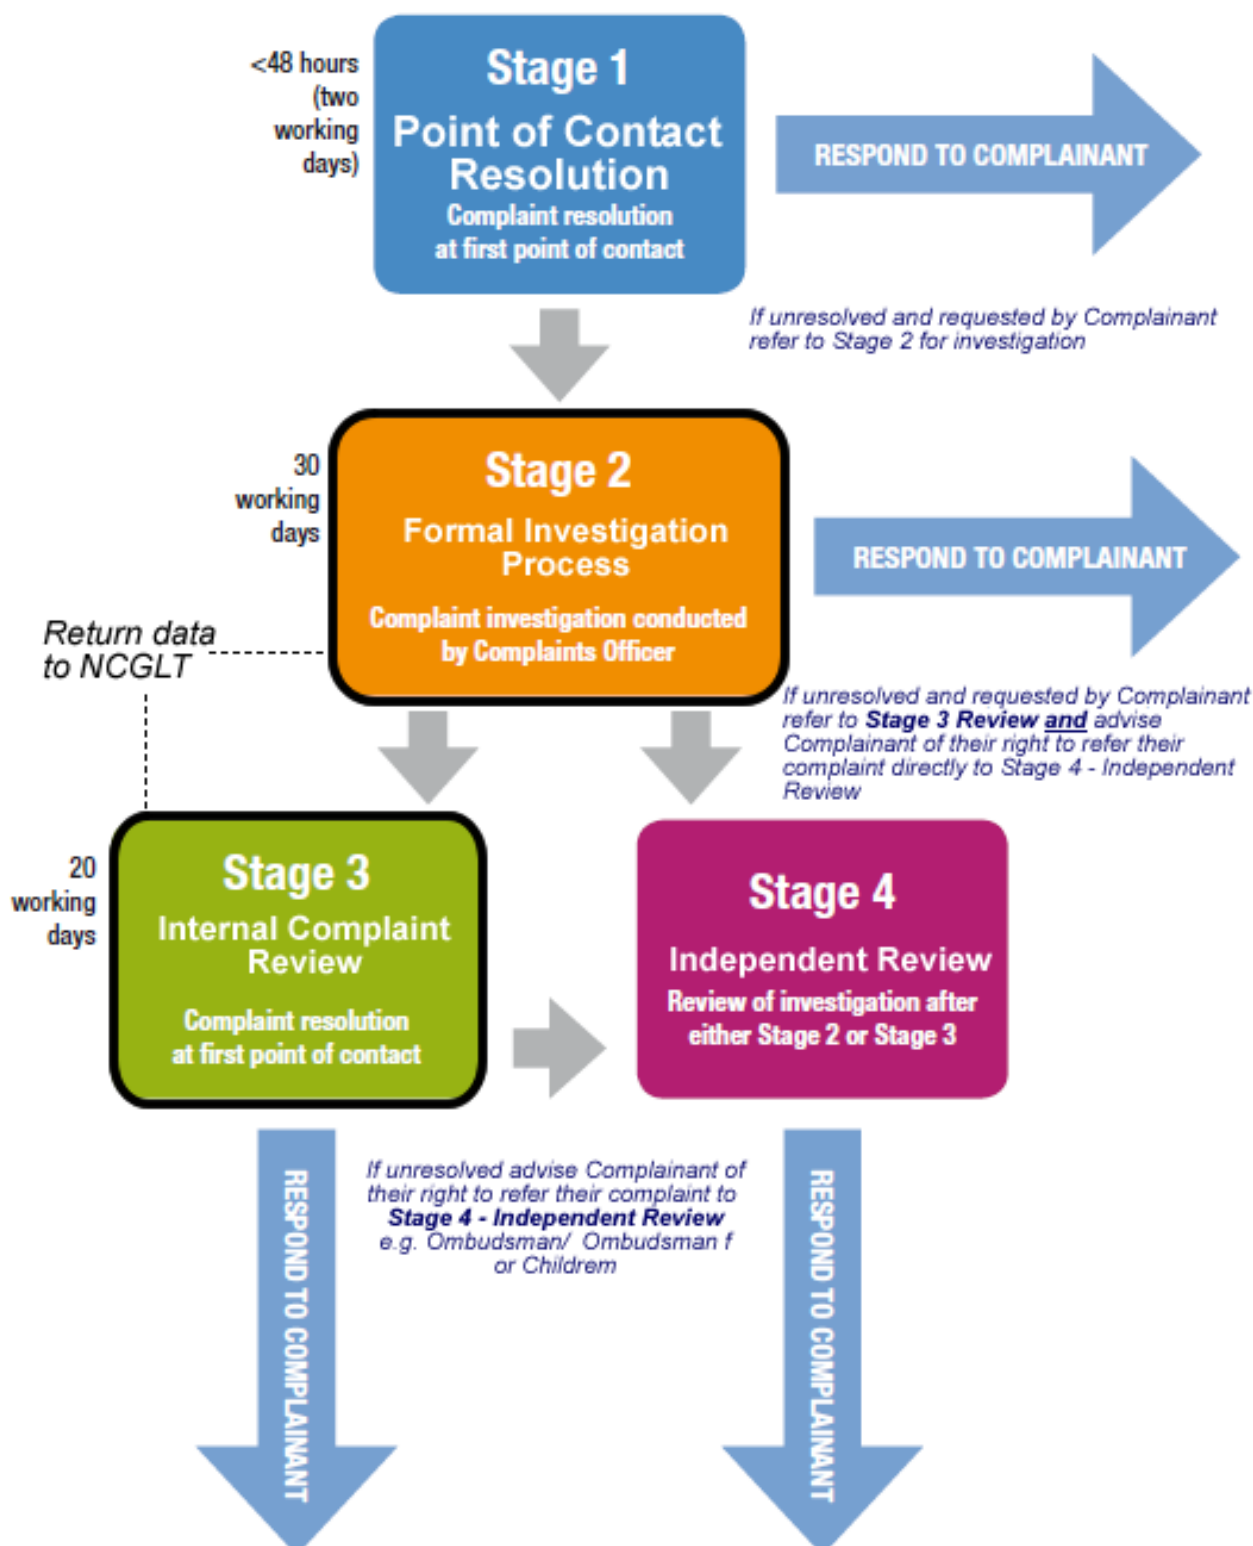 <48 hours
(two
working
days)
Stage 1
Point of Contact
Resolution
Complaint resolution
at first point of contact
RESPOND TO COMPLAINANT
If unresolved and requested by Complainant
refer to Stage 2 for investigation
30
working
days
Stage 2
Formal Investigation
Process
Complaint investigation conducted
by Complaints Officer
RESPOND TO COMPLAINANT
Return data
to NCGLT
If unresolved and requested by Complainant
refer to Stage 3 Review and advise
Complainant of their right to refer their
complaint directly to Stage 4 - Independent
Review
20
working
days
Stage 3
Internal Complaint
Review
Complaint resolution
at first point of contact
Stage 4
Independent Review
Review of investigation after
either Stage 2 or Stage 3
If unresolved advise Complainant of
their right to refer their complaint to
Stage 4 - Independent Review
e.g. Ombudsman/ Ombudsman f
or Childrem
RESPOND TO COMPLAINANT
RESPOND TO COMPLAINANT